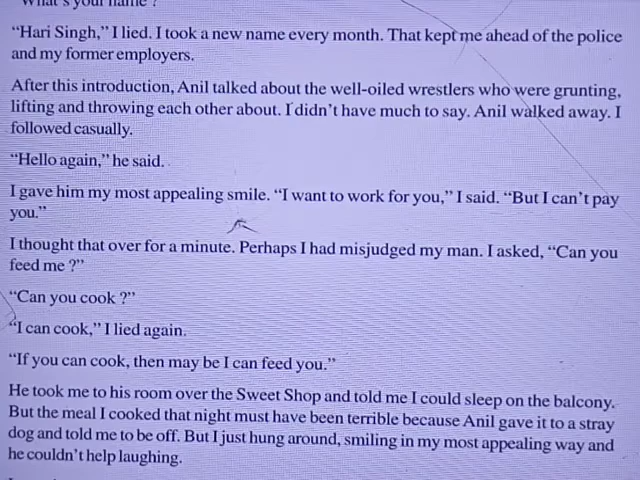 What's your name ?
“Hari Singh,” I lied. I took a new name every month. That kept me ahead of the police
and my former employers.
After this introduction, Anil talked about the well-oiled wrestlers who were grunting,
lifting and throwing each other about. I didn’t have much to say. Anil walked away. I
followed casually.
“Hello again,” he said.
I gave him my most appealing smile. “I want to work for you,” I said. “But I can’t pay
you.”
I thought that over for a minute. Perhaps I had misjudged my man. I asked, “Can you
feed me ?”
“Can you cook ?”
“I can cook,” I lied again.
“If you can cook, then may be I can feed you.”
He took me to his room over the Sweet Shop and told me I could sleep on the balcony.
But the meal I cooked that night must have been terrible because Anil gave it to a stray
dog and told me to be off. But I just hung around, smiling in my most appealing way and
he couldn’t help laughing.